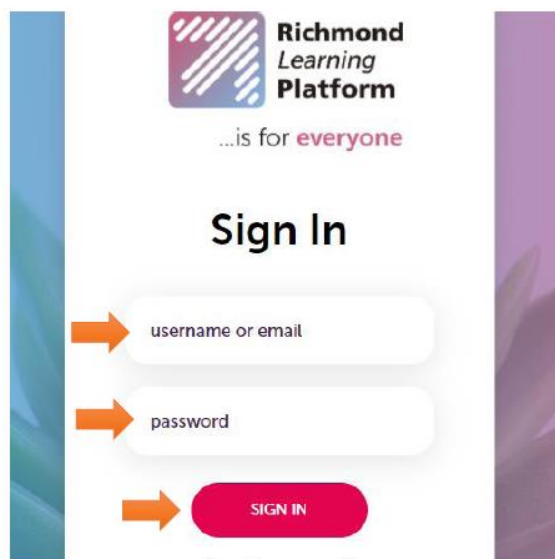 Richmond
Learning
Platform
...is for everyone
Sign In
username or email
password
SIGN IN